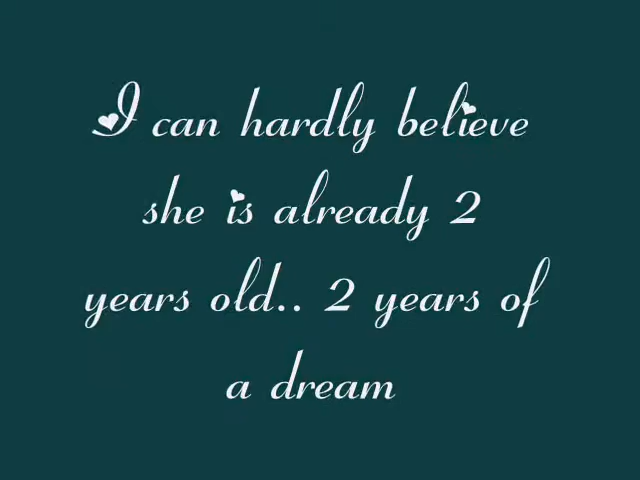 I can hardly believe
she is already 2
years old.. 2 years of
a dream